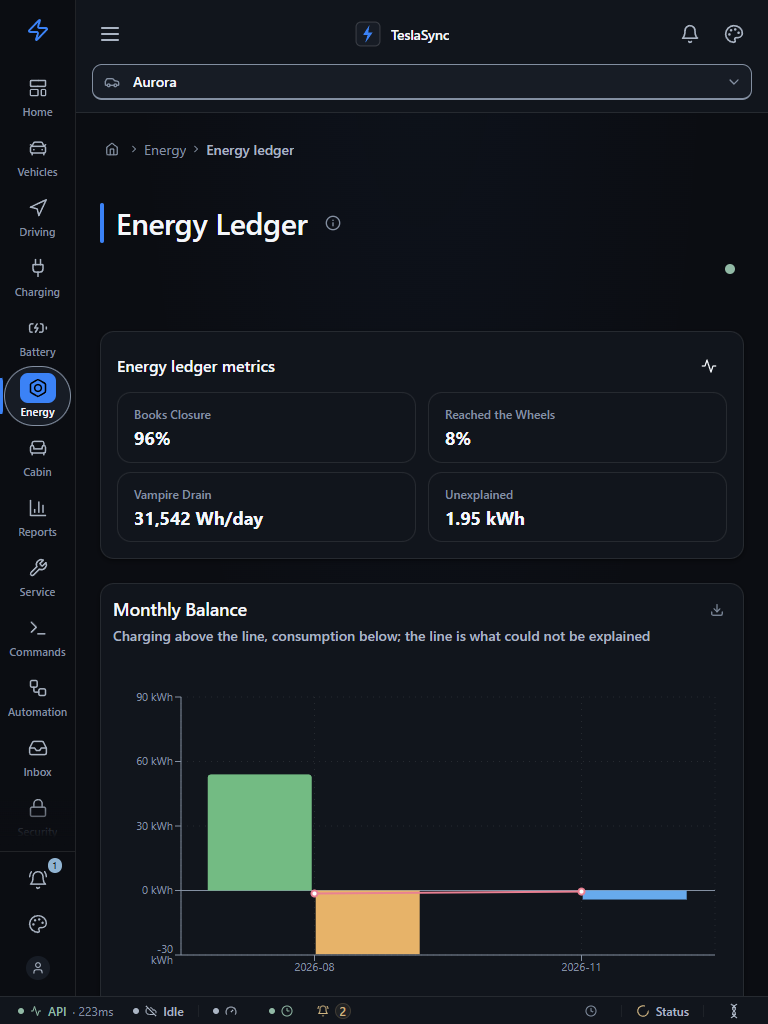 TeslaSync
Aurora
Home
Vehicles
Driving
Charging
Battery
Energy
Cabin
Reports
Service
Commands
Automation
Inbox
Security
1
Energy
Energy ledger
Energy Ledger
Energy ledger metrics
Books Closure
96%
Reached the Wheels
8%
Vampire Drain
31,542 Wh/day
Unexplained
1.95 kWh
Monthly Balance
Charging above the line, consumption below; the line is what could not be explained
90 kWh
60 kWh
30 kWh
0 kWh
-30
kWh
2026-08
2026-11
API · 223ms
Idle
2
Status